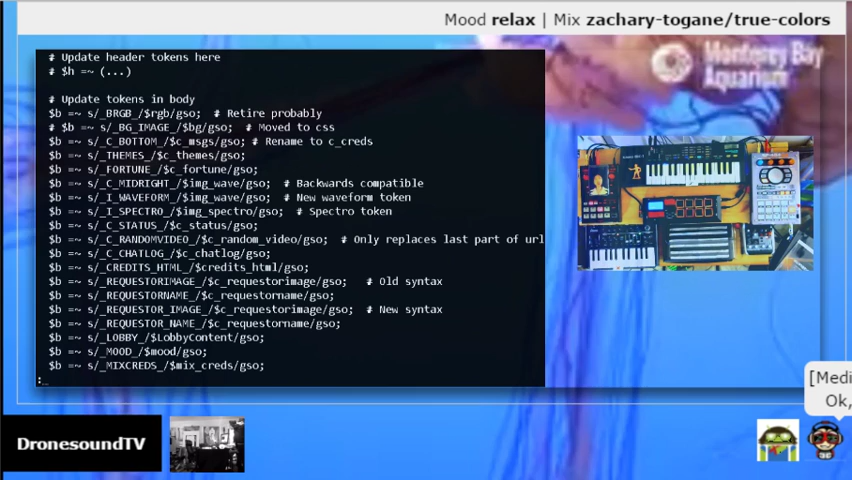 Mood relax | Mix zachary-togane/true-colors
Monterey Bay
Aquarium
# Update header tokens here
# $h =~ (...)
# Update tokens in body
$b =~ s/_BRGB_/$rgb/gso;  # Retire probably
# $b =~ s/_BG_IMAGE_/$bg/gso;  # Moved to css
$b =~ s/_C_BOTTOM_/$c_msgs/gso; # Rename to c_creds
$b =~ s/_THEMES_/$c_themes/gso;
$b =~ s/_FORTUNE_/$c_fortune/gso;
$b =~ s/_C_MIDRIGHT_/$img_wave/gso;  # Backwards compatible
$b =~ s/_I_WAVEFORM_/$img_wave/gso;  # New waveform token
$b =~ s/_I_SPECTRO_/$img_spectro/gso;  # Spectro token
$b =~ s/_C_STATUS_/$c_status/gso;
$b =~ s/_C_RANDOMVIDEO_/$c_random_video/gso;  # Only replaces last part of url
$b =~ s/_C_CHATLOG_/$c_chatlog/gso;
$b =~ s/_CREDITS_HTML_/$credits_html/gso;
$b =~ s/_REQUESTORIMAGE_/$c_requestorimage/gso;   # Old syntax
$b =~ s/_REQUESTORNAME_/$c_requestorname/gso;
$b =~ s/_REQUESTOR_IMAGE_/$c_requestorimage/gso;  # New syntax
$b =~ s/_REQUESTOR_NAME_/$c_requestorname/gso;
$b =~ s/_LOBBY_/$LobbyContent/gso;
$b =~ s/_MOOD_/$mood/gso;
$b =~ s/_MIXCREDS_/$mix_creds/gso;
:
[Medi
Ok,
DronesoundTV